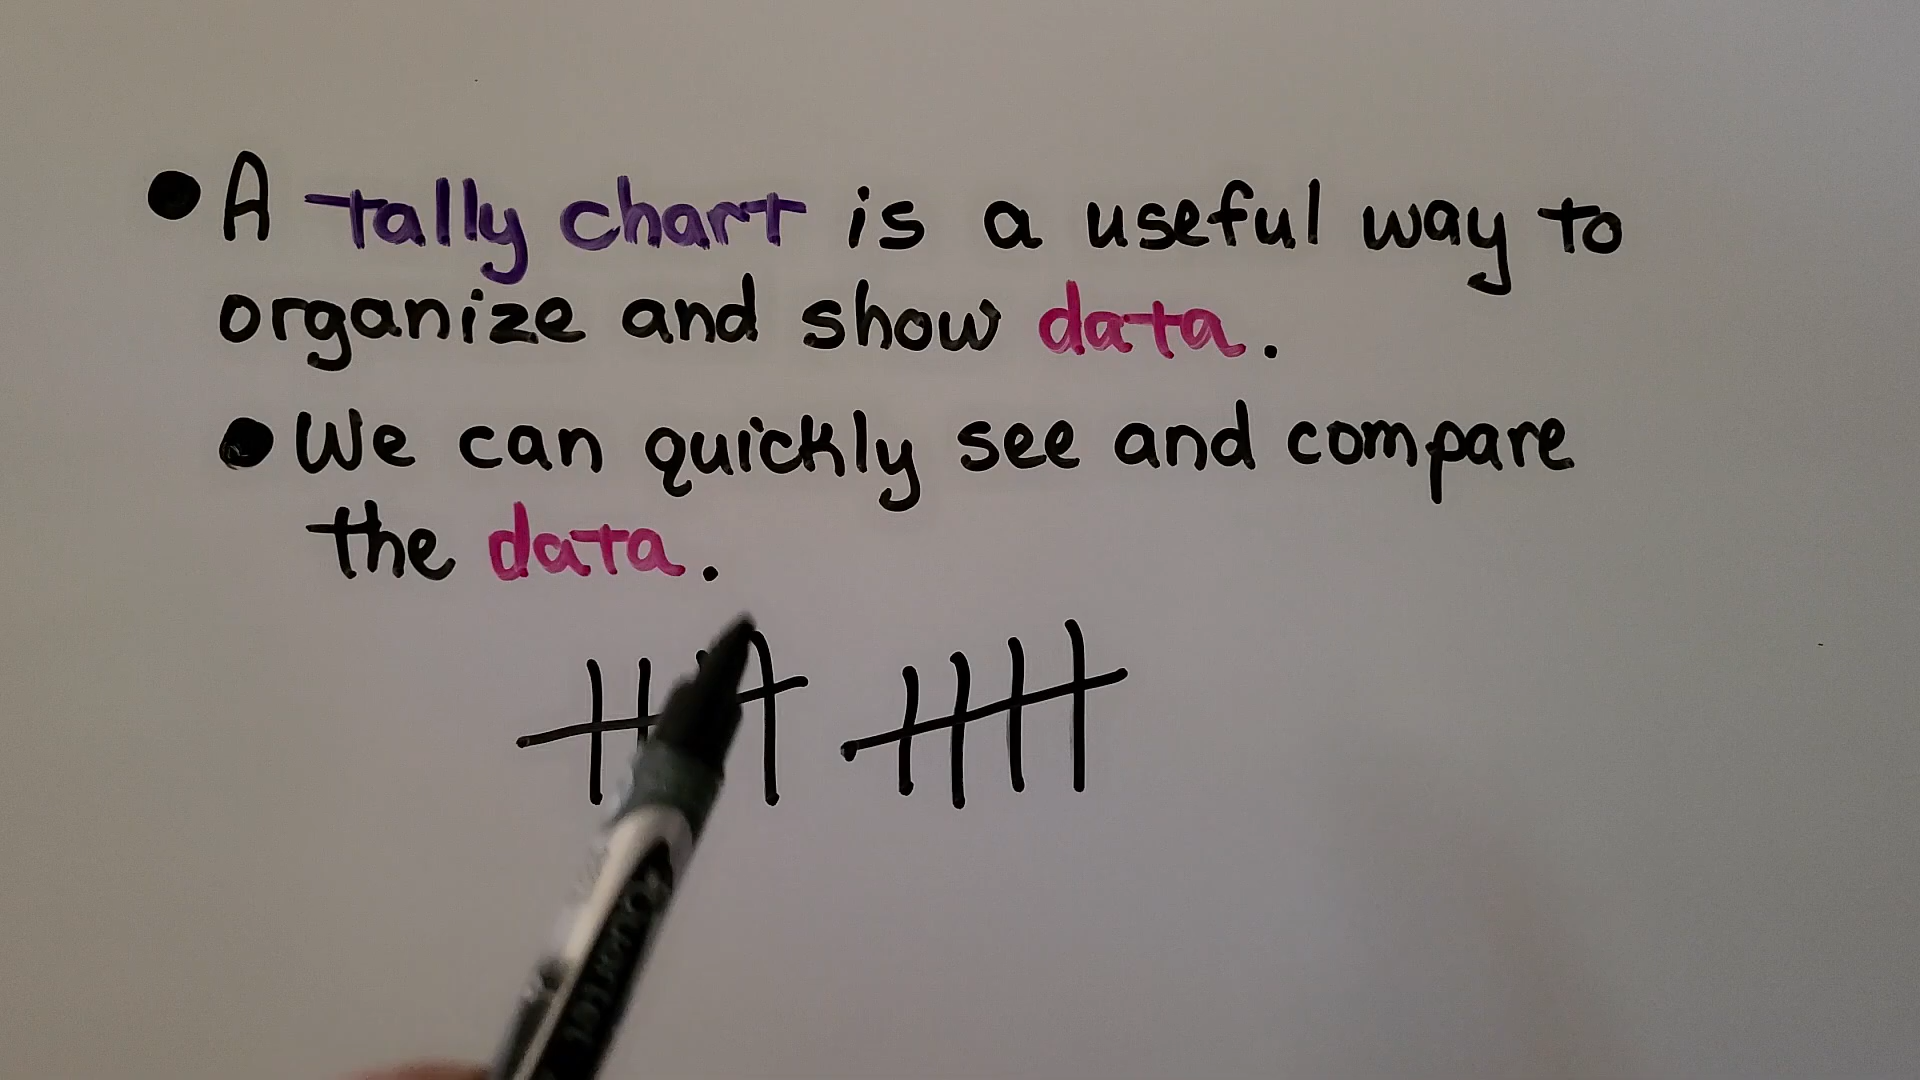 ● A tally chart is a useful way to
organize and show data.
● We can quickly see and compare
the data.